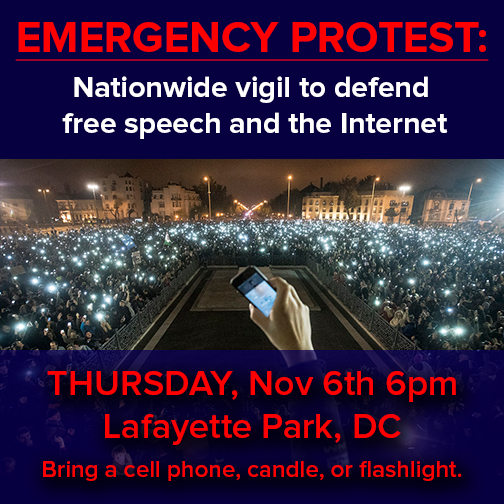 EMERGENCY PROTEST:
Nationwide vigil to defend
free speech and the Internet
THURSDAY, Nov 6th 6pm
Lafayette Park, DC
Bring a cell phone, candle, or flashlight.